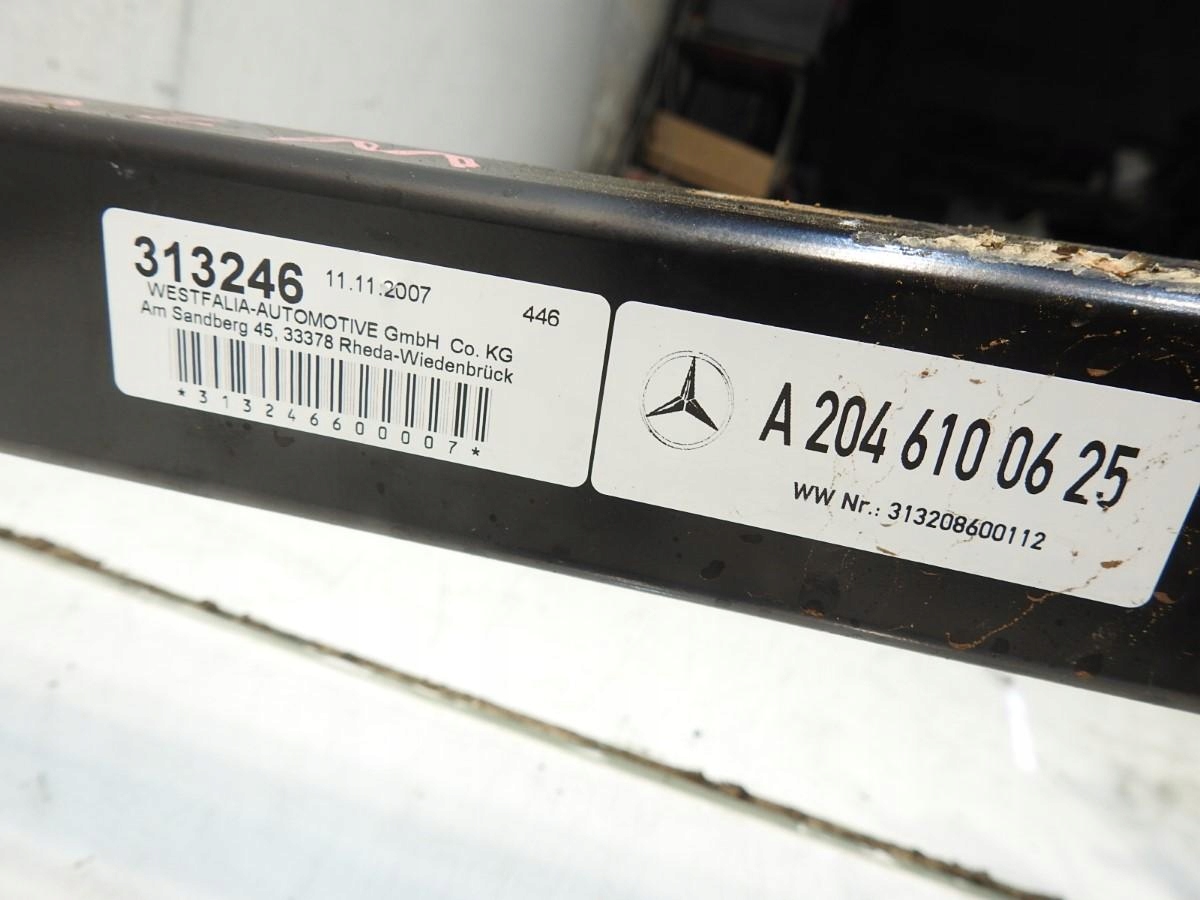 313246 11.11.2007
WESTFALIA-AUTOMOTIVE GmbH Co. KG 446
Am Sandberg 45, 33378 Rheda-Wiedenbrück
*31324660007*
A 204 610 06 25
WW Nr.: 313208600112